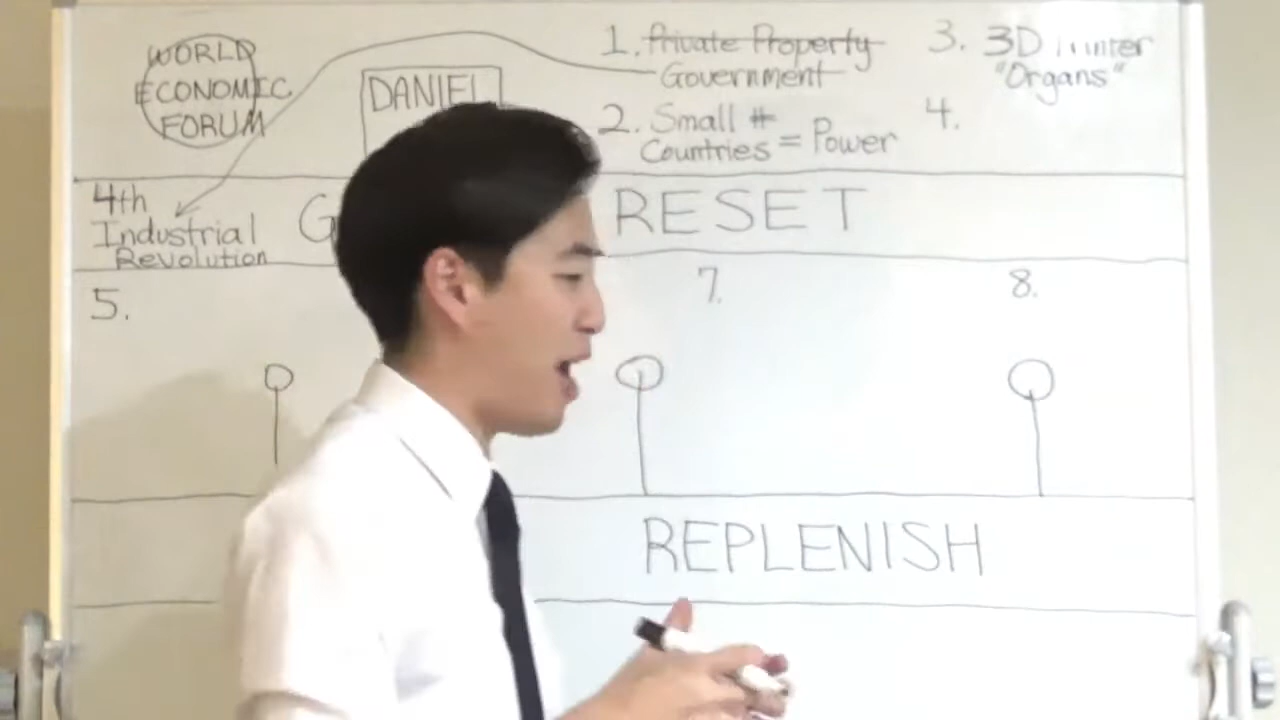 WORLD
ECONOMIC
FORUM
DANIEL
1. Private Property
Government
2. Small #
Countries = Power
3. 3D Printer
"Organs"
4.
4th
Industrial
Revolution
G
RESET
5.
7.
8.
REPLENISH